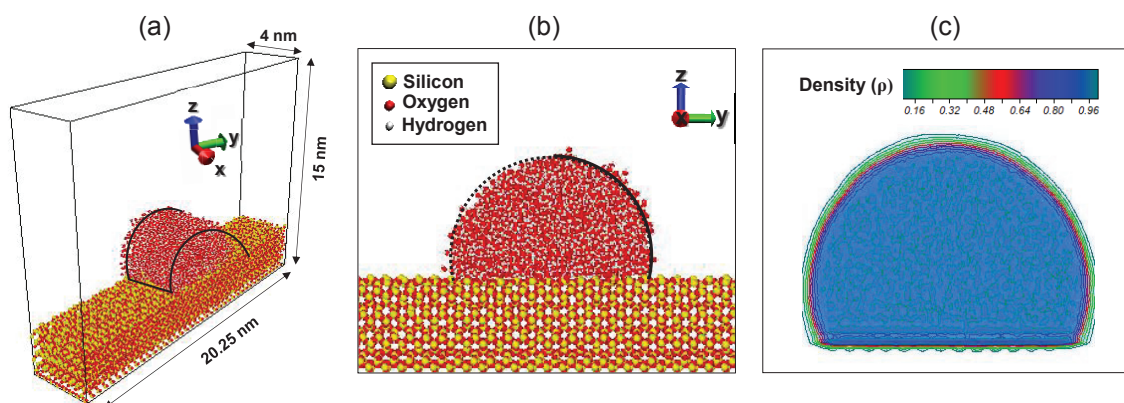 (a)
4 nm
z
y
x
15 nm
20.25 nm
(b)
Silicon
Oxygen
Hydrogen
z
x
y
(c)
Density (ρ)
0.16 0.32 0.48 0.64 0.80 0.96